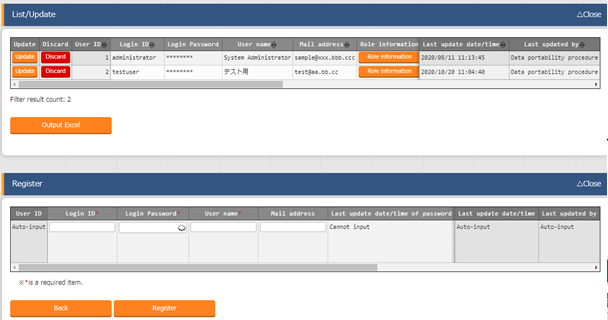 List/Update △Close
Update Discard User ID Login ID Login Password User name Mail address Role information Last update date/time Last updated by
Update Discard 1 administrator ******** System Administrator sample@xxx.bbb.ccc Role information 2020/08/11 11:13:45 Data portability procedure
Update Discard 2 testuser ******** テスト用 test@aa.bb.cc Role information 2020/10/20 11:04:40 Data portability procedure
Filter result count: 2
Output Excel
Register △Close
User ID Login ID* Login Password* User name* Mail address Last update date/time of password Last update date/time Last updated by
Auto-input Cannot input Auto-input Auto-input
※*is a required item.
Back Register